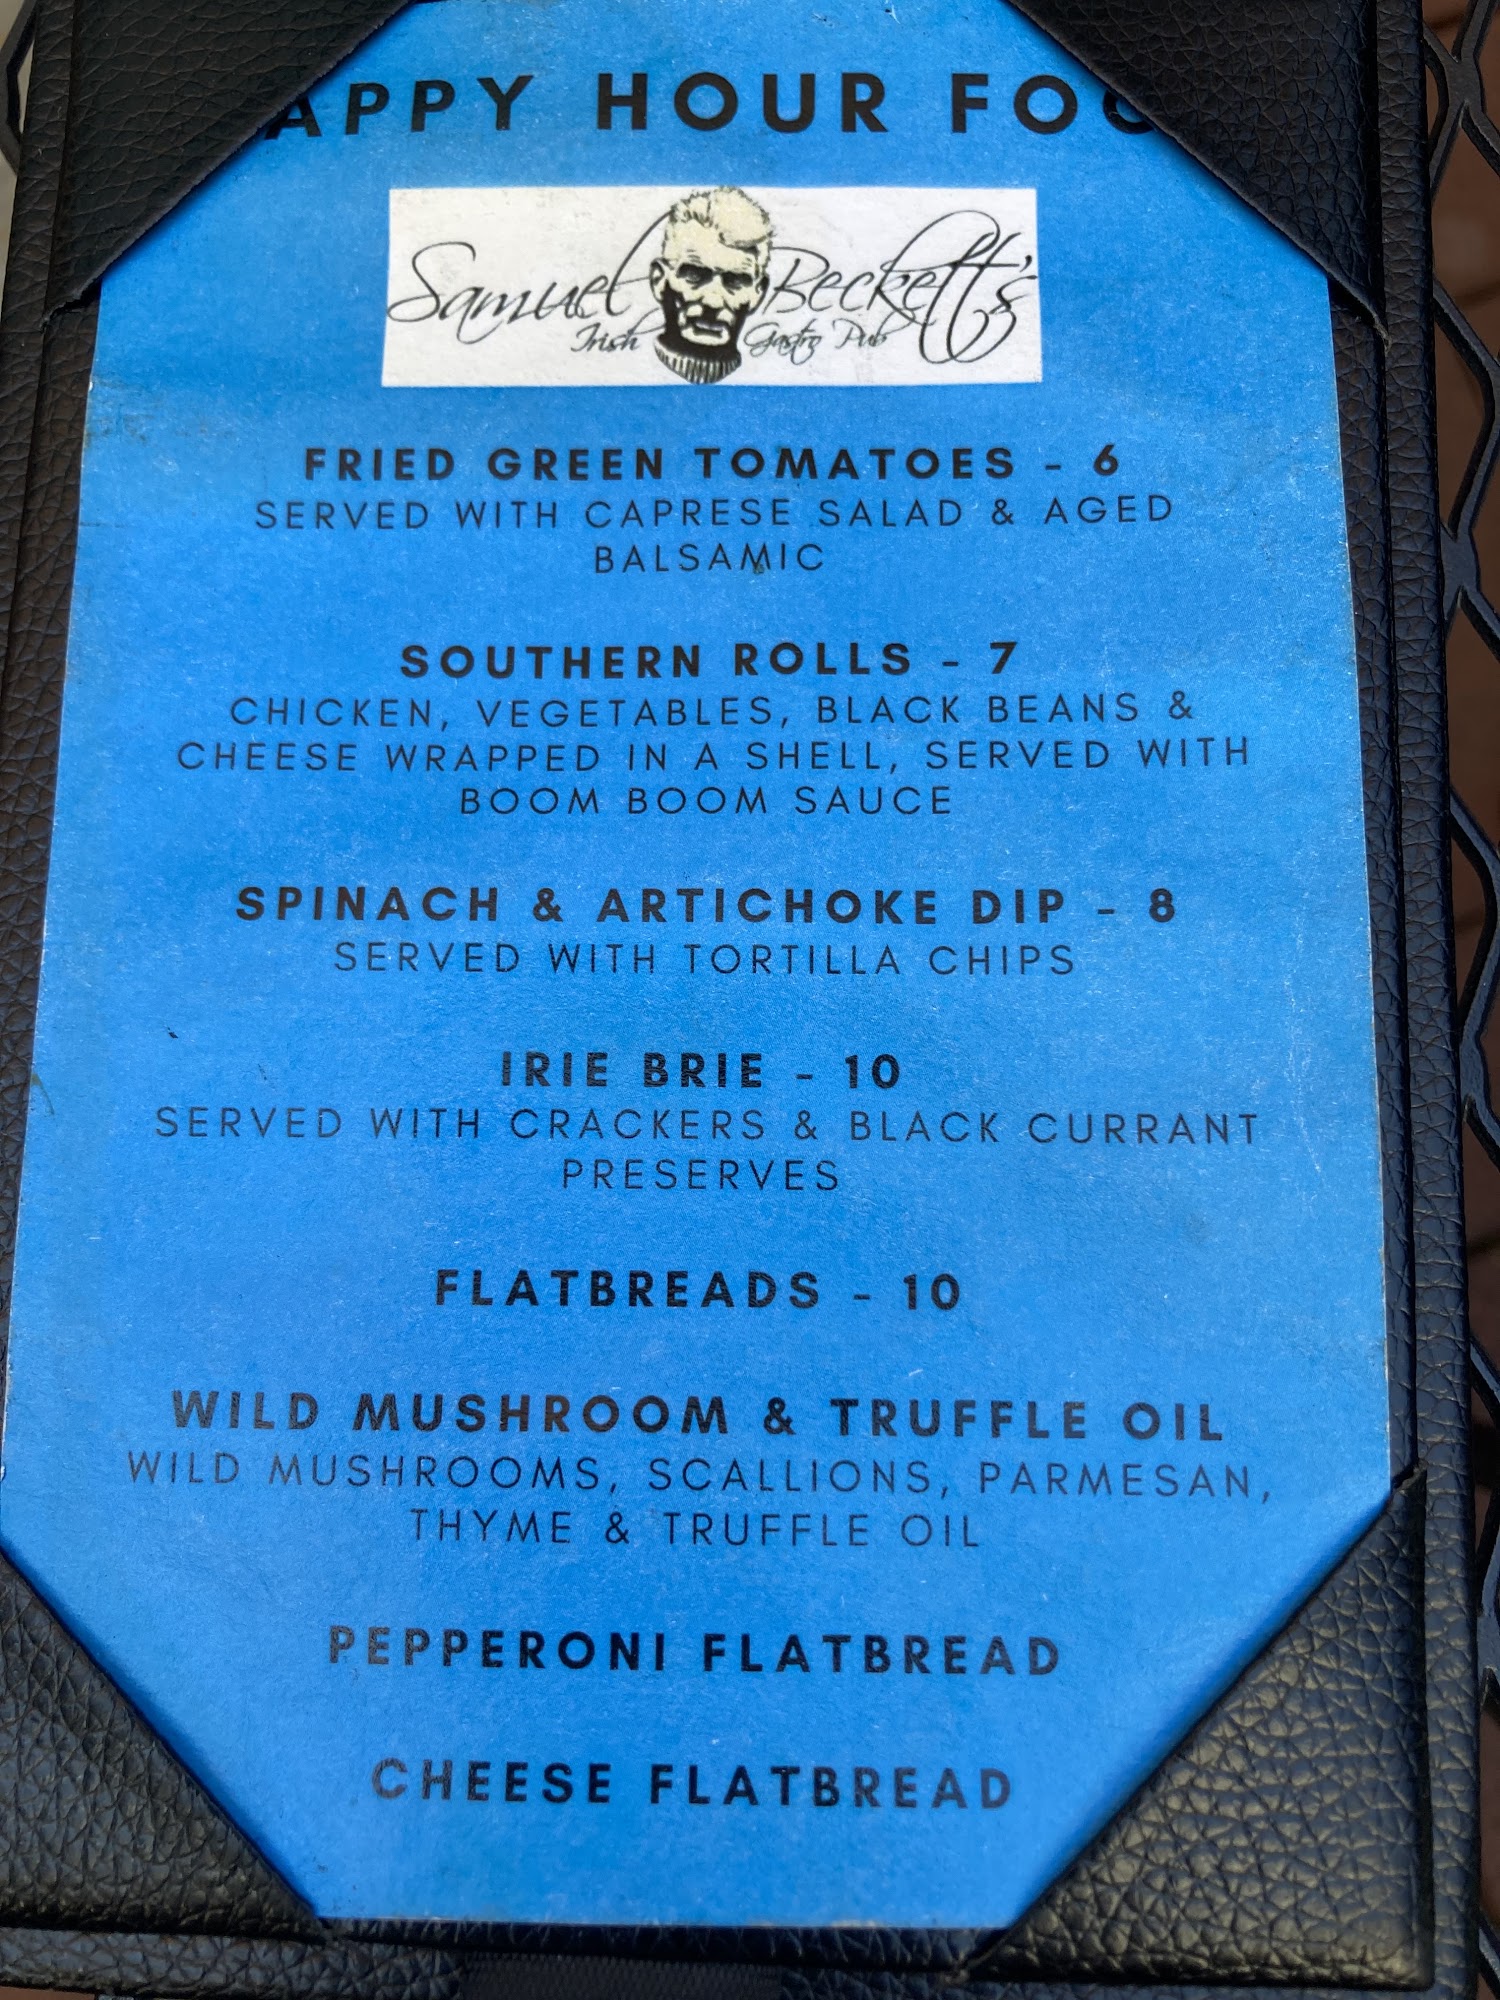 APPY HOUR FOO
Samuel Beckett's
Irish Gastro Pub
FRIED GREEN TOMATOES - 6
SERVED WITH CAPRESE SALAD & AGED
BALSAMIC
SOUTHERN ROLLS - 7
CHICKEN, VEGETABLES, BLACK BEANS &
CHEESE WRAPPED IN A SHELL, SERVED WITH
BOOM BOOM SAUCE
SPINACH & ARTICHOKE DIP - 8
SERVED WITH TORTILLA CHIPS
IRIE BRIE - 10
SERVED WITH CRACKERS & BLACK CURRANT
PRESERVES
FLATBREADS - 10
WILD MUSHROOM & TRUFFLE OIL
WILD MUSHROOMS, SCALLIONS, PARMESAN,
THYME & TRUFFLE OIL
PEPPERONI FLATBREAD
CHEESE FLATBREAD